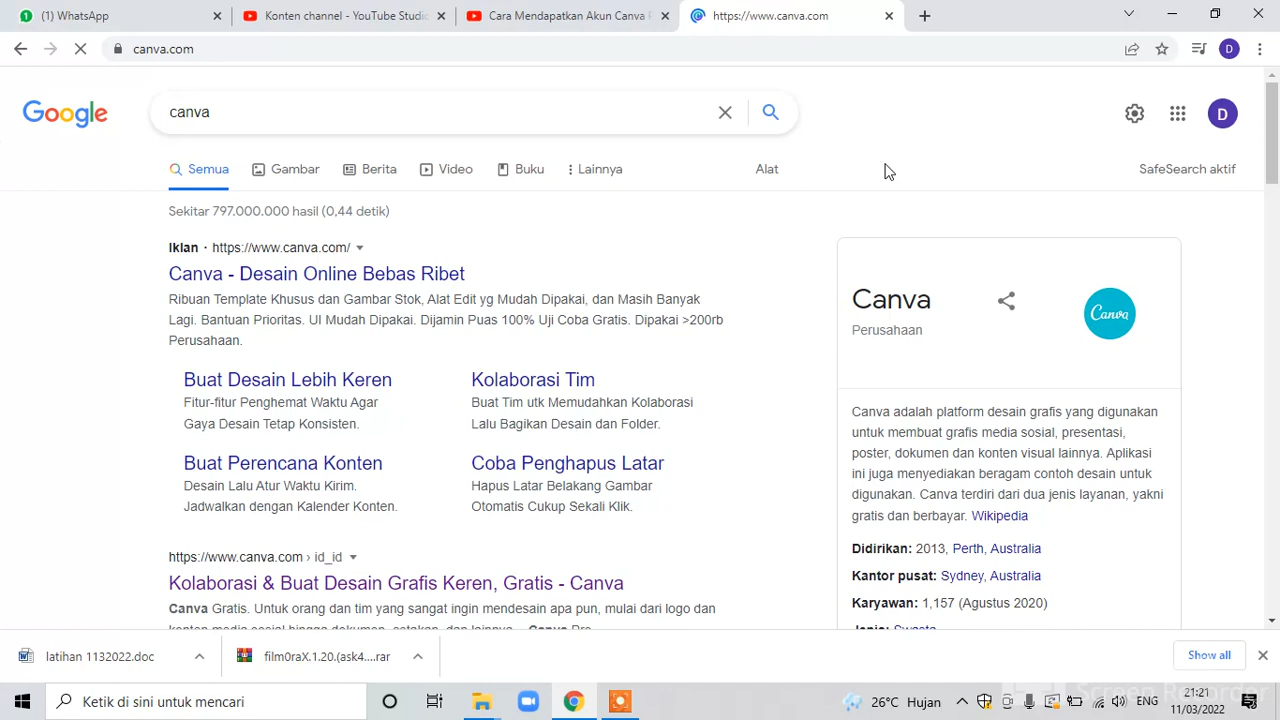 (1) WhatsApp
Konten channel - YouTube Studio
Cara Mendapatkan Akun Canva P
https://www.canva.com
canva.com
D
Google
canva
D
Semua
Gambar
Berita
Video
Buku
Lainnya
Alat
SafeSearch aktif
Sekitar 797.000.000 hasil (0,44 detik)
Iklan · https://www.canva.com/
Canva - Desain Online Bebas Ribet
Ribuan Template Khusus dan Gambar Stok, Alat Edit yg Mudah Dipakai, dan Masih Banyak
Lagi. Bantuan Prioritas. UI Mudah Dipakai. Dijamin Puas 100% Uji Coba Gratis. Dipakai >200rb
Perusahaan.
Buat Desain Lebih Keren
Fitur-fitur Penghemat Waktu Agar
Gaya Desain Tetap Konsisten.
Kolaborasi Tim
Buat Tim utk Memudahkan Kolaborasi
Lalu Bagikan Desain dan Folder.
Buat Perencana Konten
Desain Lalu Atur Waktu Kirim.
Jadwalkan dengan Kalender Konten.
Coba Penghapus Latar
Hapus Latar Belakang Gambar
Otomatis Cukup Sekali Klik.
https://www.canva.com › id_id
Kolaborasi & Buat Desain Grafis Keren, Gratis - Canva
Canva Gratis. Untuk orang dan tim yang sangat ingin mendesain apa pun, mulai dari logo dan
Canva
Perusahaan
Canva
Canva adalah platform desain grafis yang digunakan
untuk membuat grafis media sosial, presentasi,
poster, dokumen dan konten visual lainnya. Aplikasi
ini juga menyediakan beragam contoh desain untuk
digunakan. Canva terdiri dari dua jenis layanan, yakni
gratis dan berbayar. Wikipedia
Didirikan: 2013, Perth, Australia
Kantor pusat: Sydney, Australia
Karyawan: 1,157 (Agustus 2020)
Jenis: Swasta
latihan 1132022.doc
film0raX.1.20.(ask4....rar
Show all
Ketik di sini untuk mencari
26°C Hujan
ENG
21:21
11/03/2022
Screen Recorder